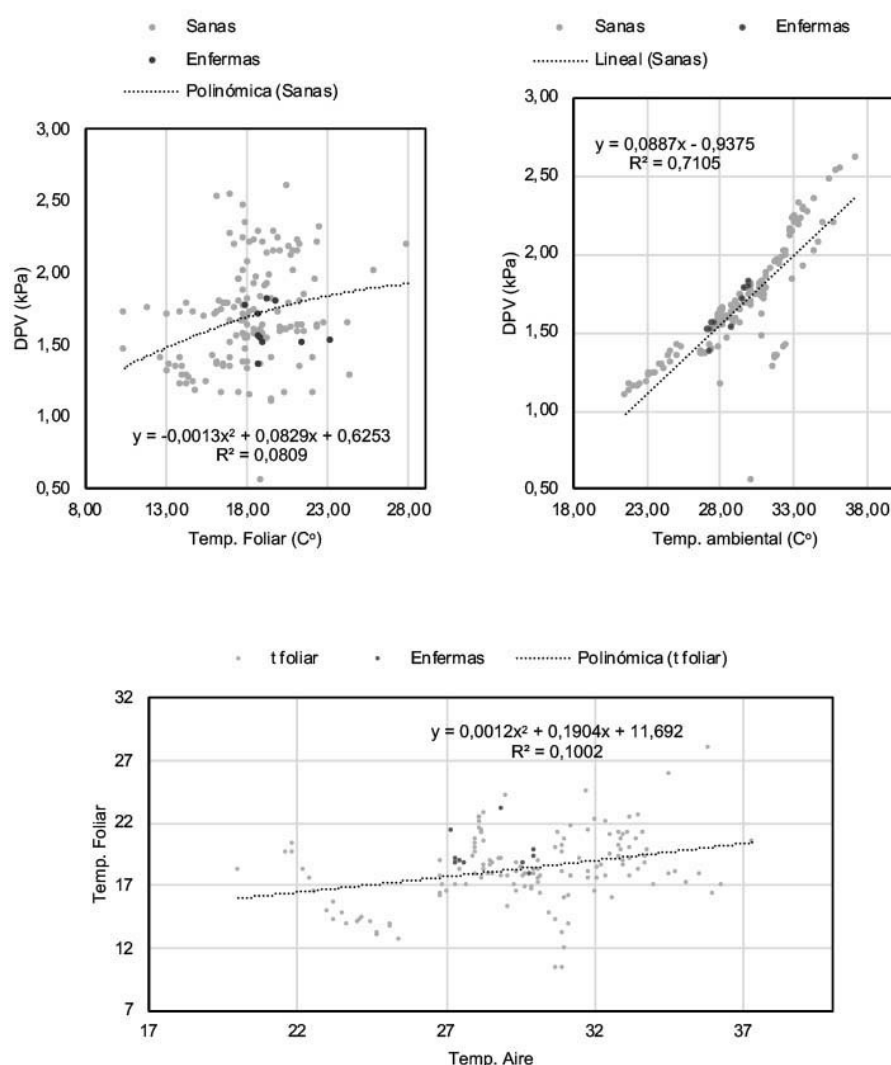 Sanas
Enfermas
Polinómica (Sanas)
3,00
2,50
2,00
1,50
1,00
0,50
DPV (kPa)
y = -0,0013x² + 0,0829x + 0,6253
R² = 0,0809
8,00 13,00 18,00 23,00 28,00
Temp. Foliar (Cº)
Sanas Enfermas
Lineal (Sanas)
3,00
2,50
2,00
1,50
1,00
0,50
DPV (kPa)
y = 0,0887x - 0,9375
R² = 0,7105
18,00 23,00 28,00 33,00 38,00
Temp. ambiental (Cº)
t foliar Enfermas Polinómica (t foliar)
32
27
22
17
12
7
Temp. Foliar
y = 0,0012x² + 0,1904x + 11,692
R² = 0,1002
17 22 27 32 37
Temp. Aire